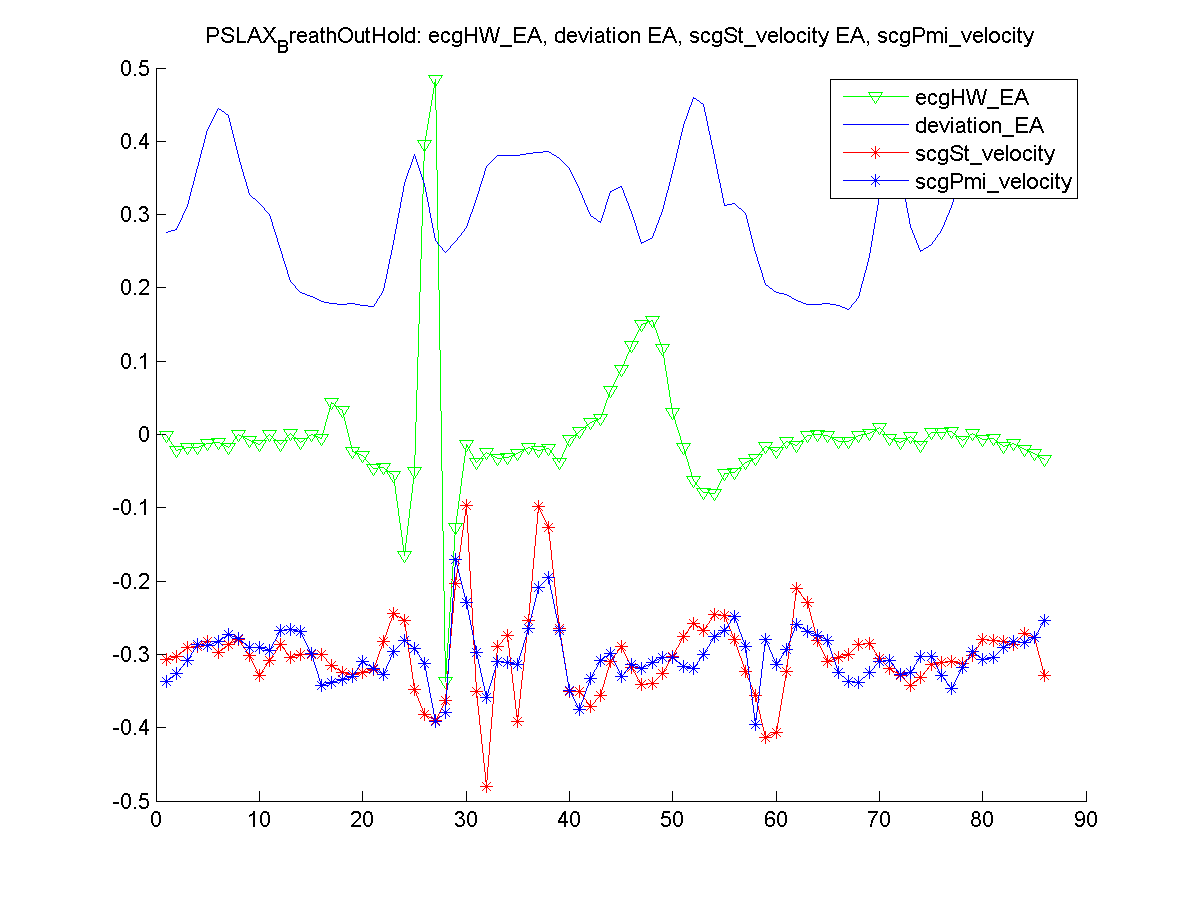 PSLAX_BreathOutHold: ecgHW_EA, deviation EA, scgSt_velocity EA, scgPmi_velocity
0.5
0.4
0.3
0.2
0.1
0
-0.1
-0.2
-0.3
-0.4
-0.5
0 10 20 30 40 50 60 70 80 90
ecgHW_EA
deviation_EA
scgSt_velocity
scgPmi_velocity